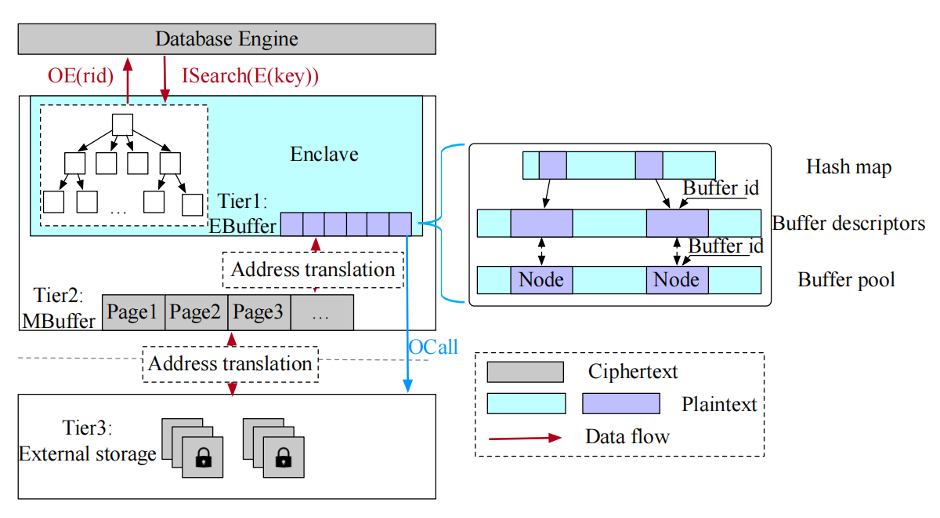 Database Engine
OE(rid)
ISearch(E(key))
Enclave
...
Tier1:
EBuffer
Address translation
Tier2:
MBuffer
Page1
Page2
Page3
...
OCall
Address translation
Tier3:
External storage
Hash map
Buffer id
Buffer descriptors
Buffer id
Node
Node
Buffer pool
Ciphertext
Plaintext
Data flow